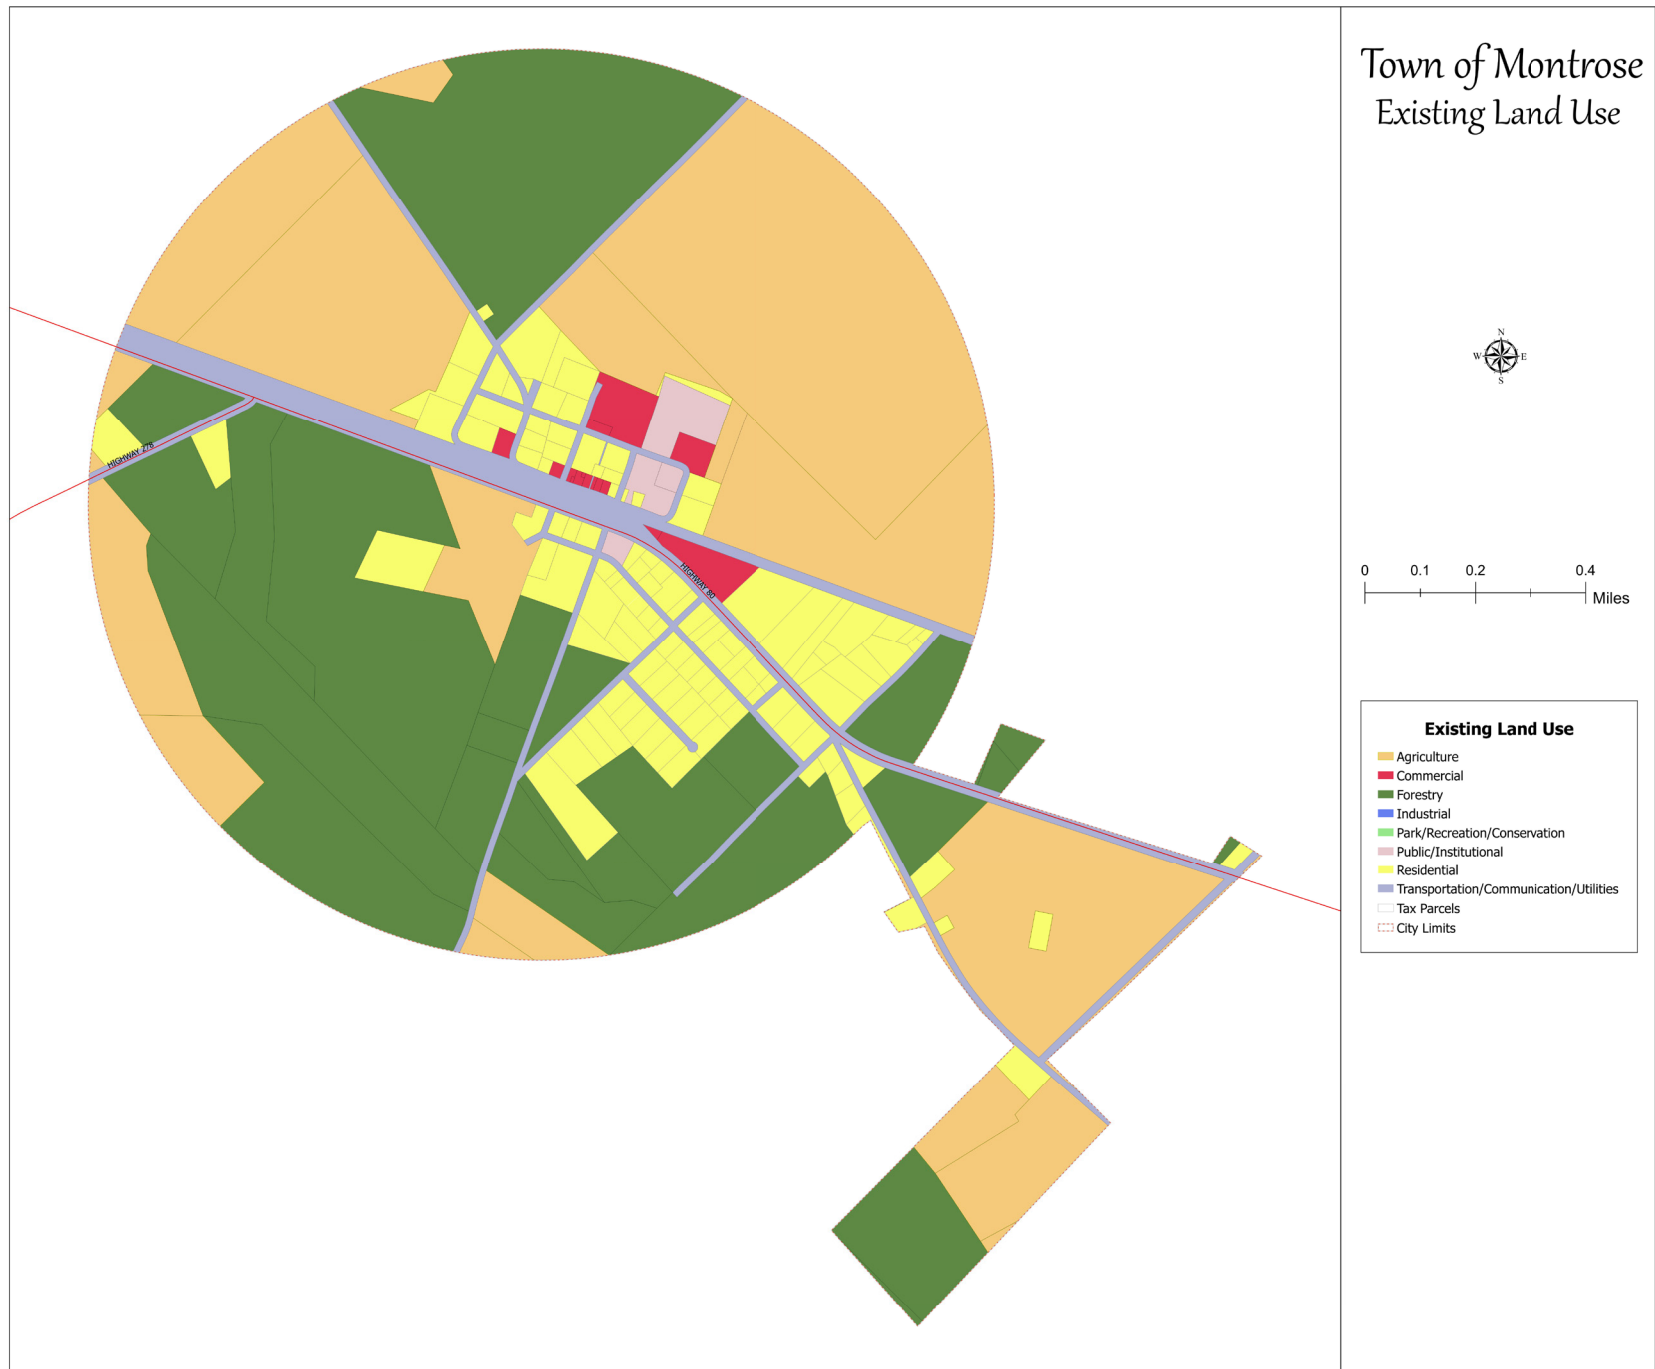 Town of Montrose
Existing Land Use
N
W E
S
0 0.1 0.2 0.4
Miles
HIGHWAY 278
HIGHWAY 80
Existing Land Use
Agriculture
Commercial
Forestry
Industrial
Park/Recreation/Conservation
Public/Institutional
Residential
Transportation/Communication/Utilities
Tax Parcels
City Limits